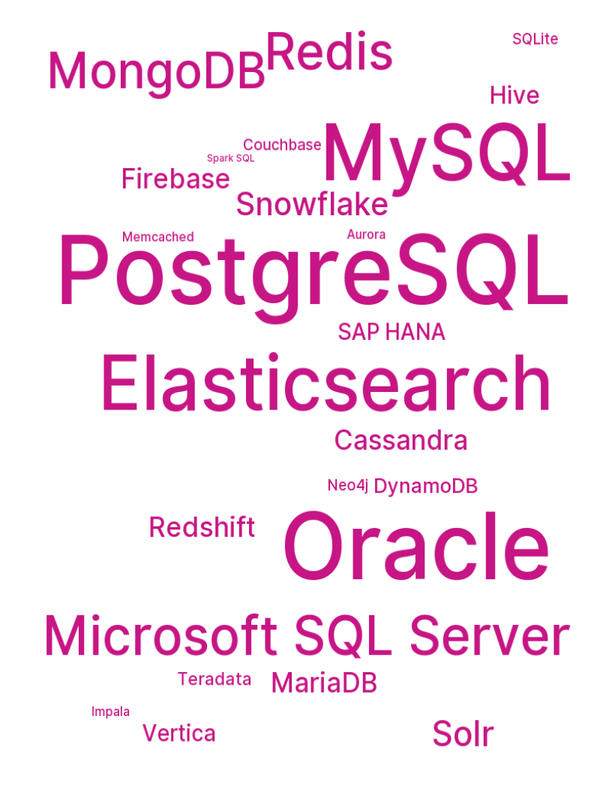 Redis
SQLite
MongoDB
Hive
MySQL
Couchbase
Spark SQL
Firebase
Snowflake
Memcached
Aurora
PostgreSQL
SAP HANA
Elasticsearch
Cassandra
Neo4j
DynamoDB
Redshift
Oracle
Microsoft SQL Server
Teradata
MariaDB
Impala
Vertica
Solr